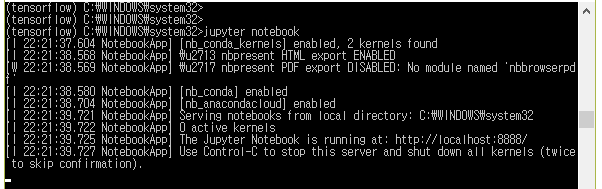 (tensorflow) C:₩WINDOWS₩system32>
(tensorflow) C:₩WINDOWS₩system32>
(tensorflow) C:₩WINDOWS₩system32>jupyter notebook
[I 22:21:37.604 NotebookApp] [nb_conda_kernels] enabled, 2 kernels found
[I 22:21:38.568 NotebookApp] ₩u2713 nbpresent HTML export ENABLED
[W 22:21:38.569 NotebookApp] ₩u2717 nbpresent PDF export DISABLED: No module named 'nbbrowserpd
f'
[I 22:21:38.580 NotebookApp] [nb_conda] enabled
[I 22:21:38.704 NotebookApp] [nb_anacondacloud] enabled
[I 22:21:39.721 NotebookApp] Serving notebooks from local directory: C:₩WINDOWS₩system32
[I 22:21:39.722 NotebookApp] 0 active kernels
[I 22:21:39.725 NotebookApp] The Jupyter Notebook is running at: http://localhost:8888/
[I 22:21:39.727 NotebookApp] Use Control-C to stop this server and shut down all kernels (twice
to skip confirmation).